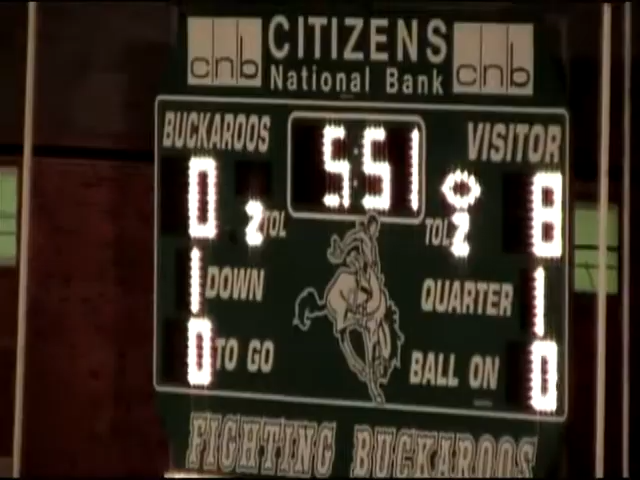 cnb CITIZENS cnb
National Bank
BUCKAROOS 5:51 VISITOR
0 2 TOL TOL 2 8
1 DOWN QUARTER 1
0 TO GO BALL ON 0
FIGHTING BUCKAROOS